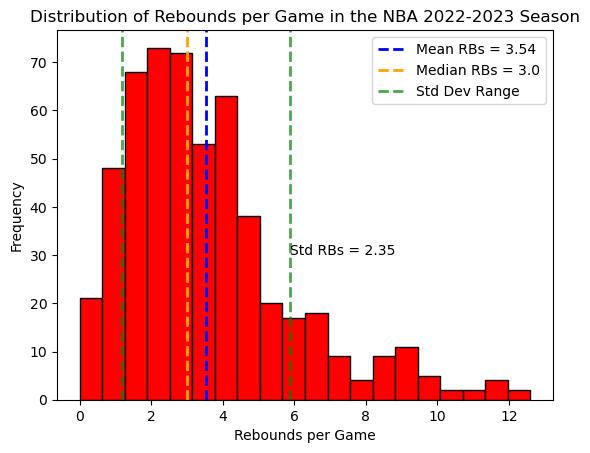 Distribution of Rebounds per Game in the NBA 2022-2023 Season
Mean RBs = 3.54
Median RBs = 3.0
Std Dev Range
Std RBs = 2.35
Frequency
70
60
50
40
30
20
10
0
0 2 4 6 8 10 12
Rebounds per Game